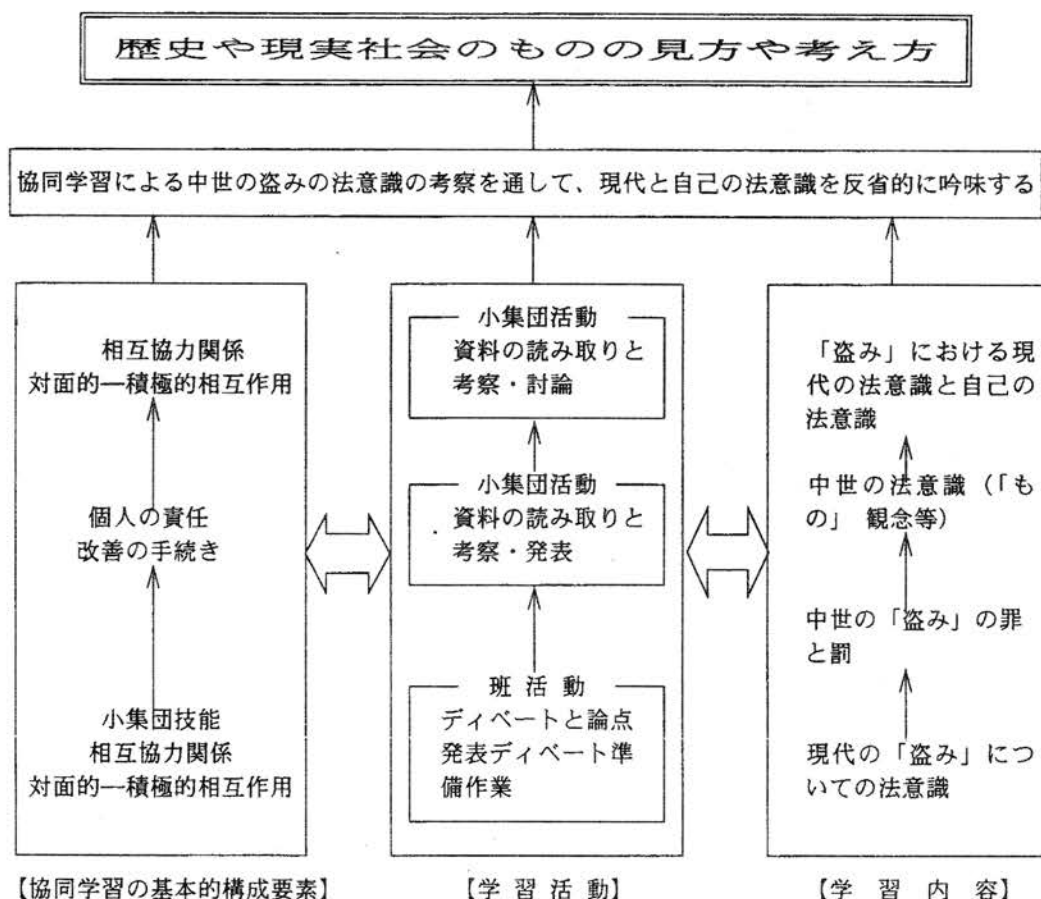 歴史や現実社会のものの見方や考え方
協同学習による中世の盗みの法意識の考察を通して、現代と自己の法意識を反省的に吟味する
相互協力関係
対面的―積極的相互作用
個人の責任
改善の手続き
小集団技能
相互協力関係
対面的―積極的相互作用
【協同学習の基本的構成要素】
小集団活動
資料の読み取りと
考察・討論
小集団活動
資料の読み取りと
考察・発表
班 活 動
ディベートと論点
発表ディベート準
備作業
【学 習 活 動】
「盗み」における現
代の法意識と自己の
法意識
中世の法意識（「も
の」 観念等）
中世の「盗み」の罪
と罰
現代の「盗み」につ
いての法意識
【学 習 内 容】